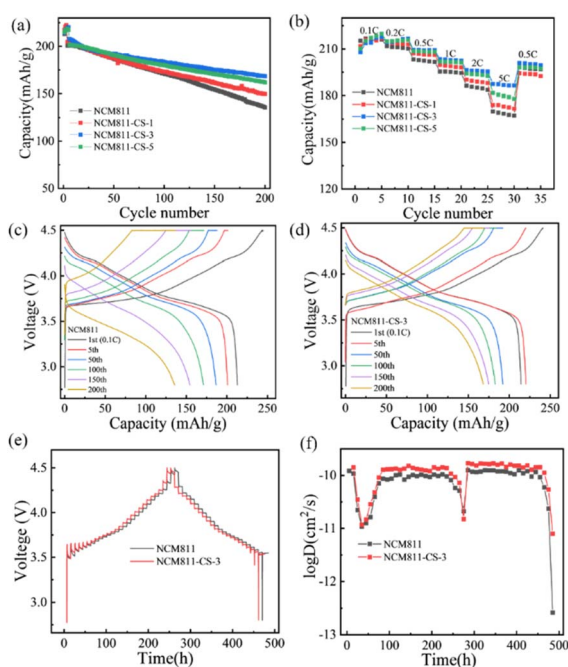 (a)
250
200
150
100
50
0 50 100 150 200
Capacity(mAh/g)
Cycle number
NCM811
NCM811-CS-1
NCM811-CS-3
NCM811-CS-5
(b)
240
210
180
150
120
0 5 10 15 20 25 30 35
Capacity(mAh/g)
Cycle number
0.1C 0.2C 0.5C 1C 2C 5C 0.5C
NCM811
NCM811-CS-1
NCM811-CS-3
NCM811-CS-5
(c)
4.5
4.0
3.5
3.0
0 50 100 150 200 250
Voltage (V)
Capacity (mAh/g)
NCM811
1st (0.1C)
5th
50th
100th
150th
200th
(d)
4.5
4.0
3.5
3.0
0 50 100 150 200 250
Voltage (V)
Capacity (mAh/g)
NCM811-CS-3
1st (0.1C)
5th
50th
100th
150th
200th
(e)
4.5
4.0
3.5
3.0
0 100 200 300 400 500
Voltege (V)
Time(h)
NCM811
NCM811-CS-3
(f)
-10
-11
-12
-13
0 100 200 300 400 500
logD(cm²/s)
Time(h)
NCM811
NCM811-CS-3